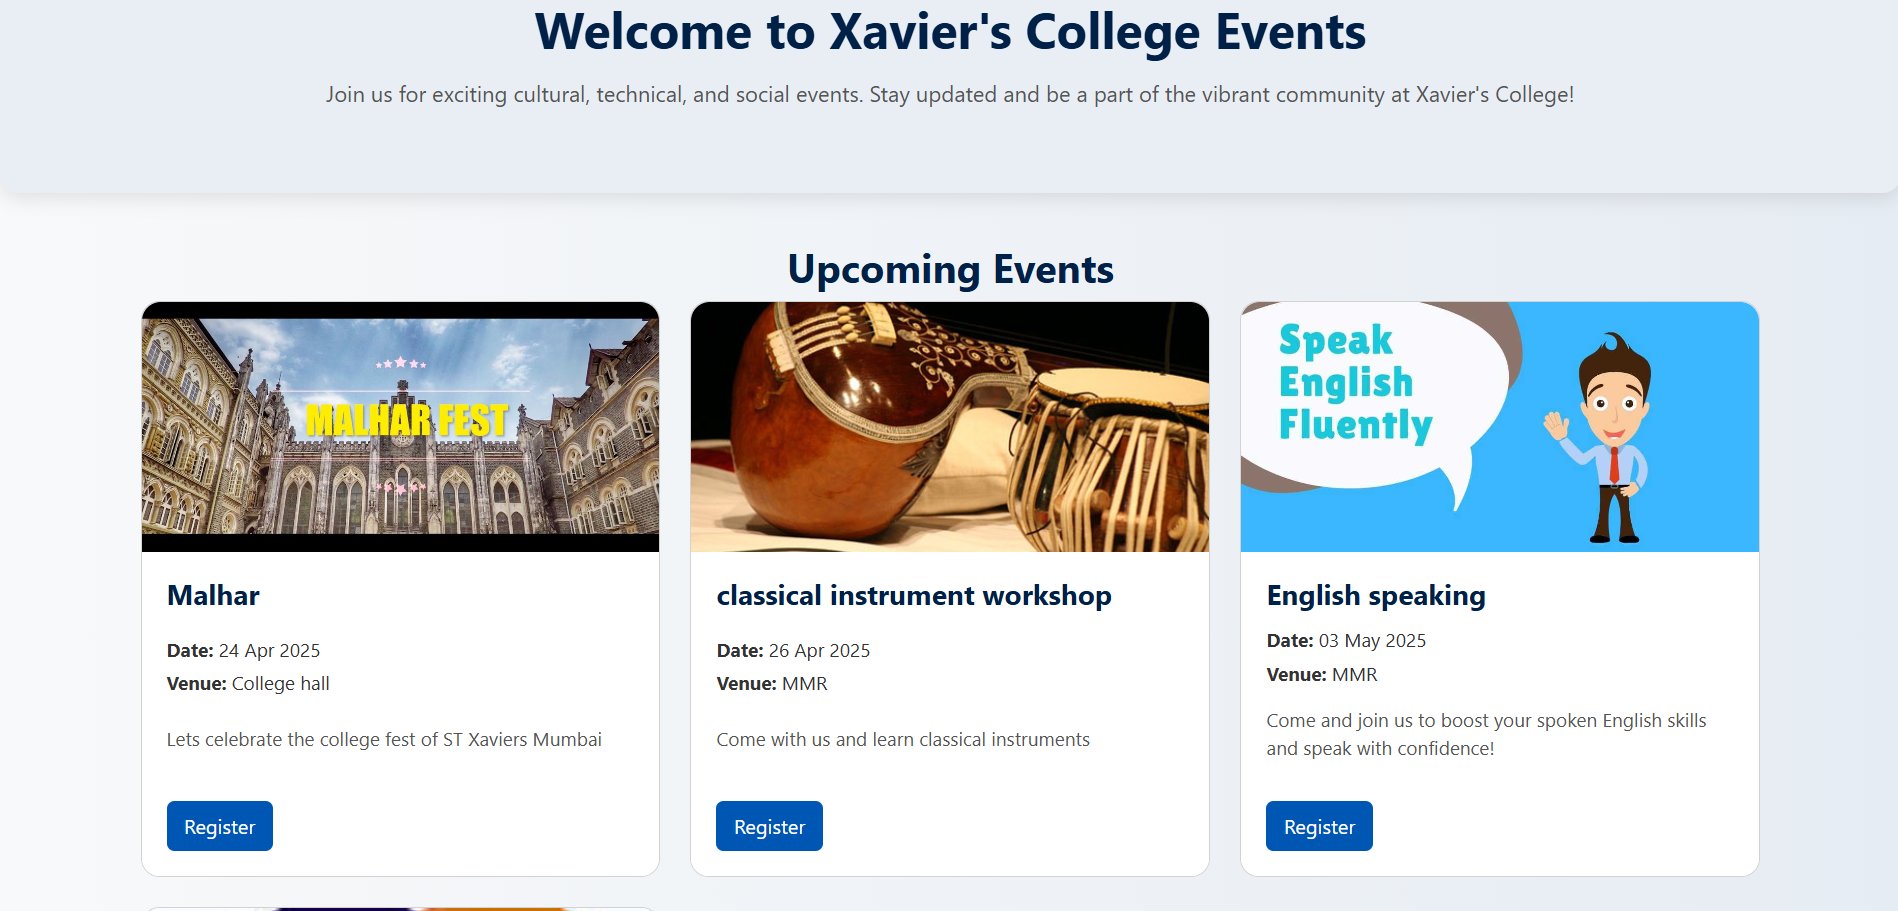 Welcome to Xavier's College Events
Join us for exciting cultural, technical, and social events. Stay updated and be a part of the vibrant community at Xavier's College!
Upcoming Events
MALHAR FEST
Malhar
Date: 24 Apr 2025
Venue: College hall
Lets celebrate the college fest of ST Xaviers Mumbai
Register
classical instrument workshop
Date: 26 Apr 2025
Venue: MMR
Come with us and learn classical instruments
Register
Speak
English
Fluently
English speaking
Date: 03 May 2025
Venue: MMR
Come and join us to boost your spoken English skills
and speak with confidence!
Register